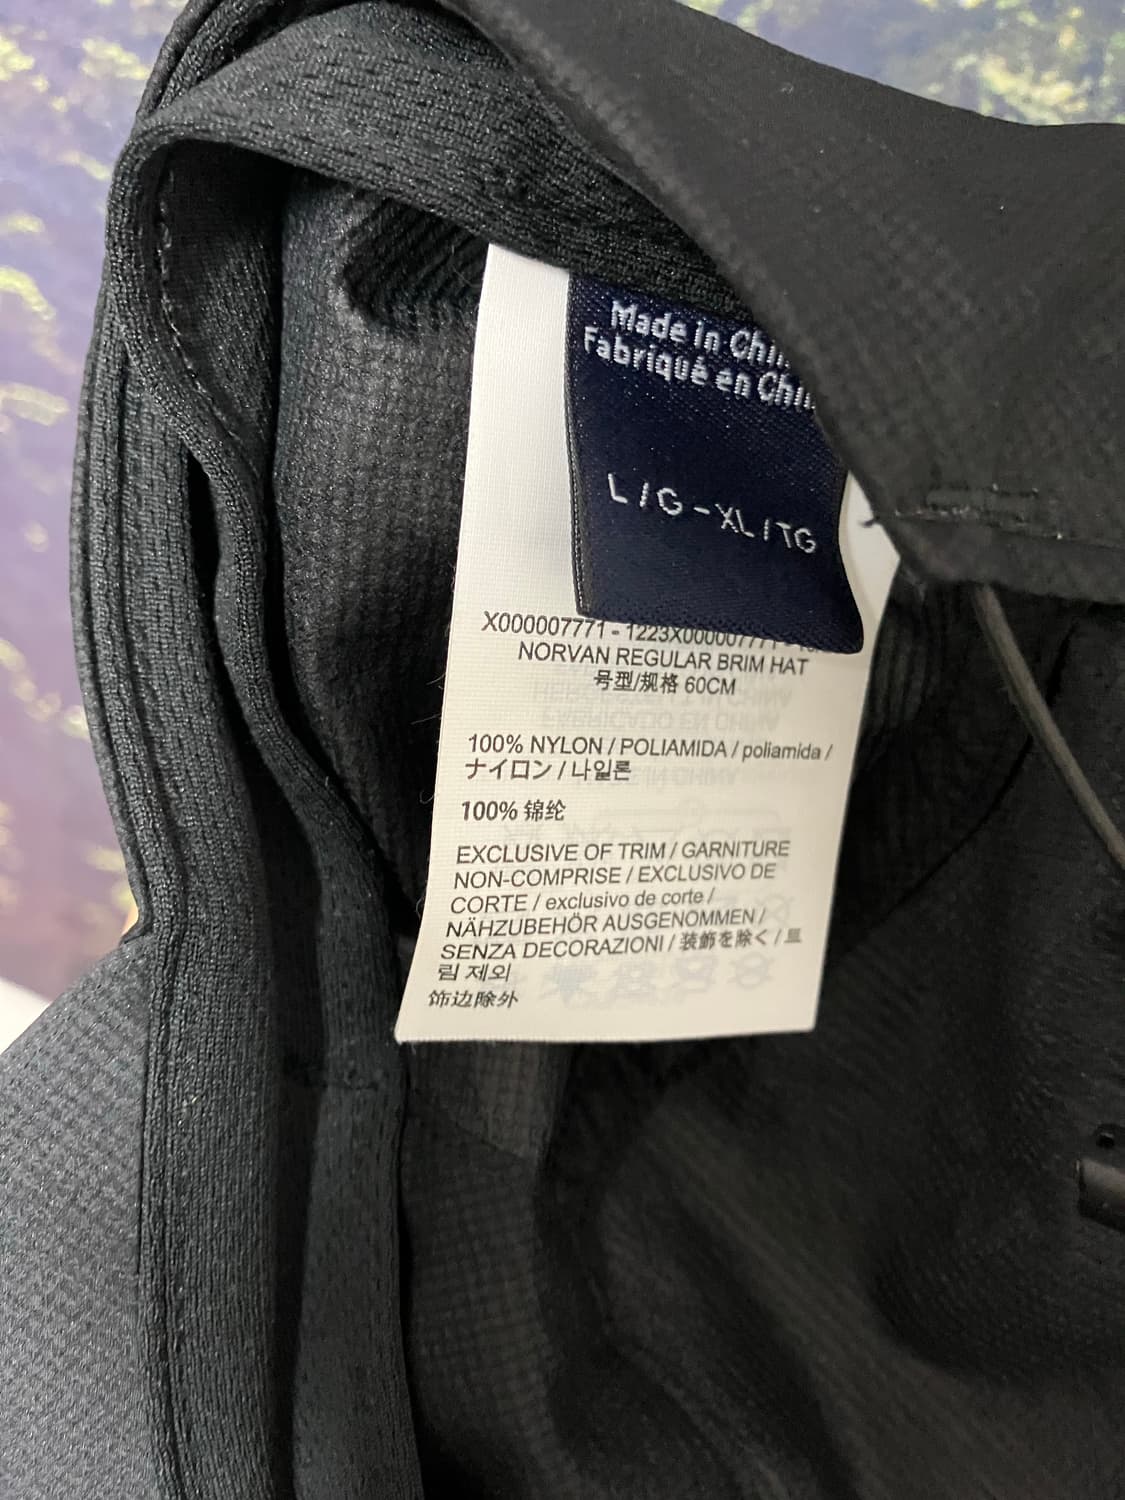 Made in
Fabriqué en
L / G - XL / TG
X000007771 - 1223X000007771
NORVAN REGULAR BRIM HAT
号型/规格 60CM
100% NYLON / POLIAMIDA / poliamida /
ナイロン / 나일론
100% 锦纶
EXCLUSIVE OF TRIM / GARNITURE
NON-COMPRISE / EXCLUSIVO DE
CORTE / exclusivo de corte /
NÄHZUBEHÖR AUSGENOMMEN /
SENZA DECORAZIONI / 装飾を除く / 트
림 제외
饰边除外